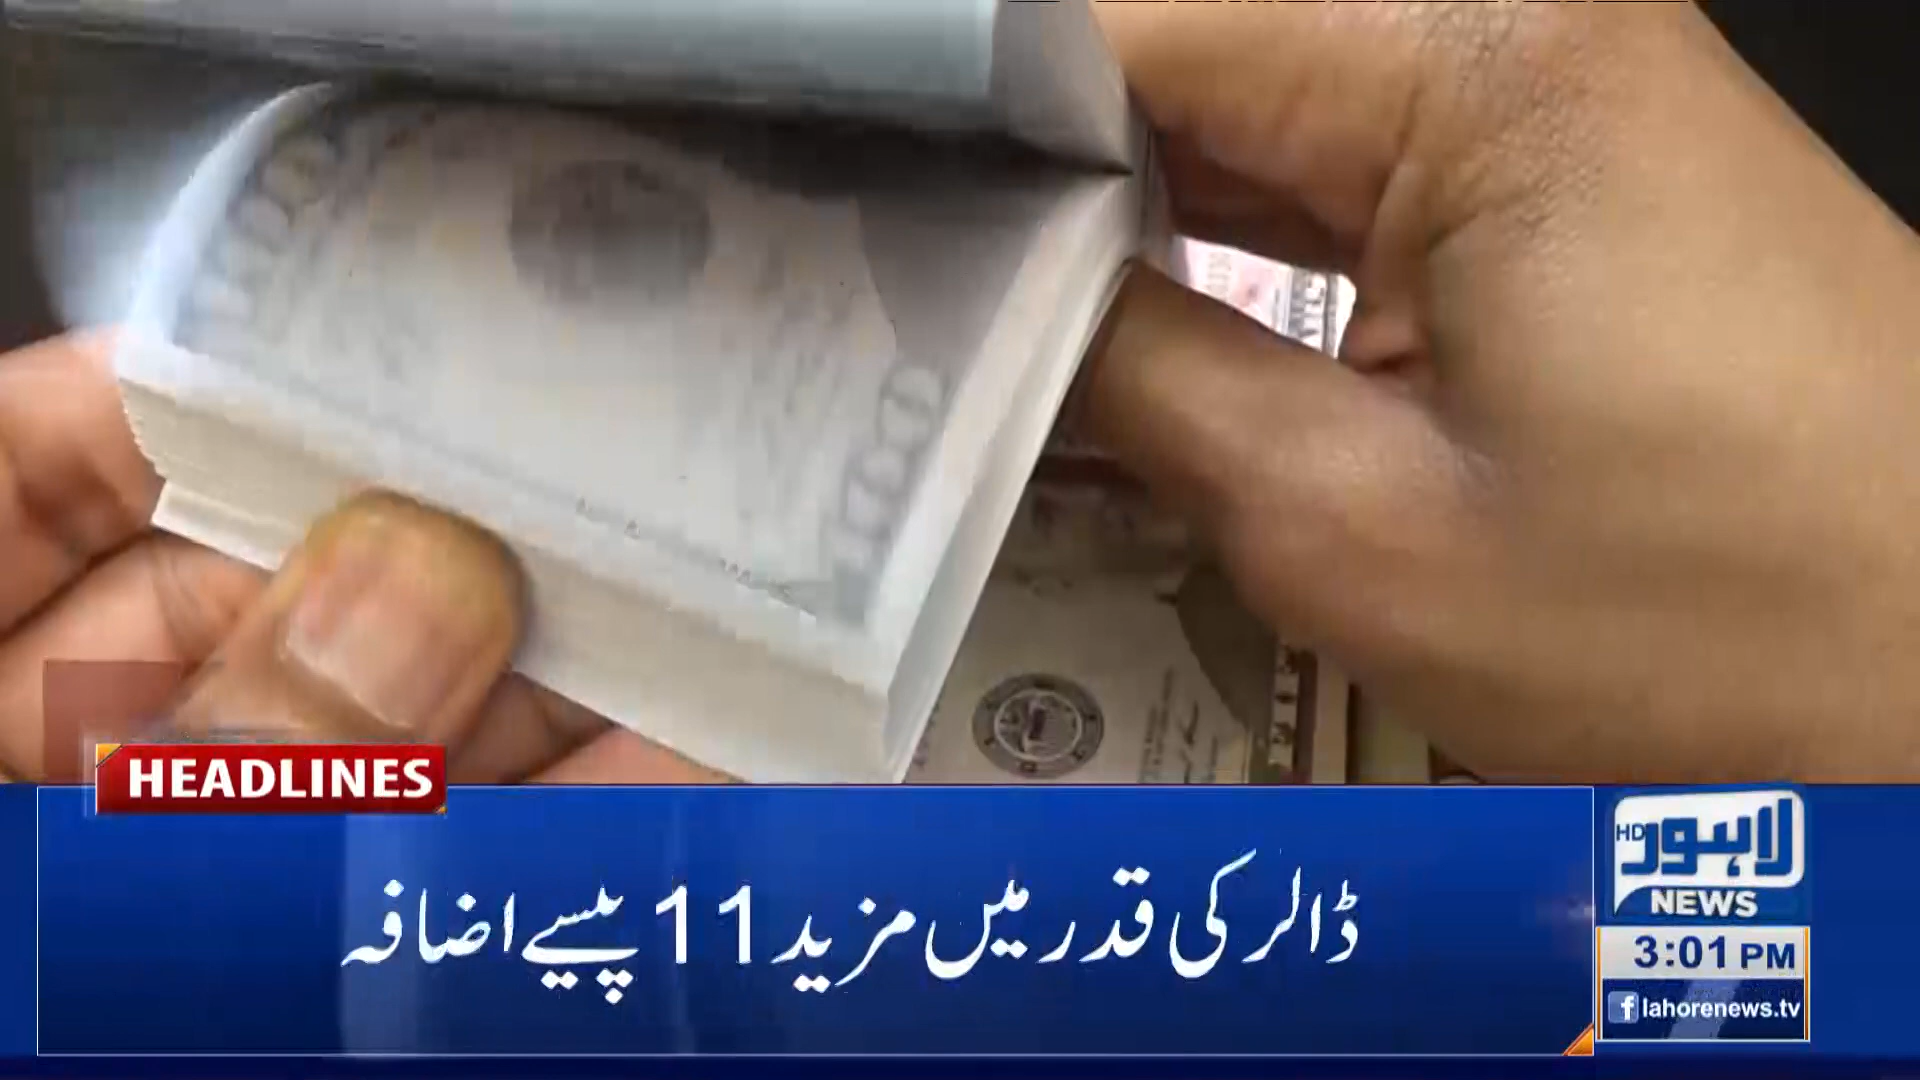 HEADLINES
ڈالر کی قدر میں مزید 11 پیسے اضافہ
لاہور
HD
NEWS
3:01 PM
lahorenews.tv